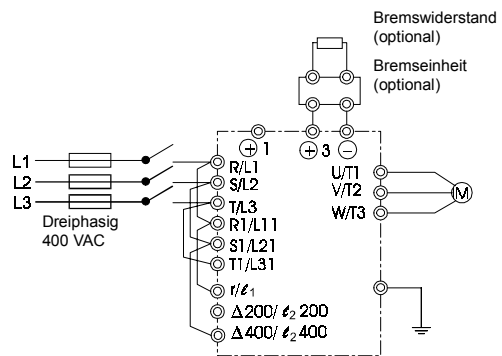 Bremswiderstand
(optional)
Bremseinheit
(optional)
⊕ 1
⊕ 3
⊖
L1
L2
L3
Dreiphasig
400 VAC
R/L1
S/L2
T/L3
R1/L11
S1/L21
T1/L31
r/ℓ1
Δ200/ℓ2 200
Δ400/ℓ2 400
U/T1
V/T2
W/T3
M